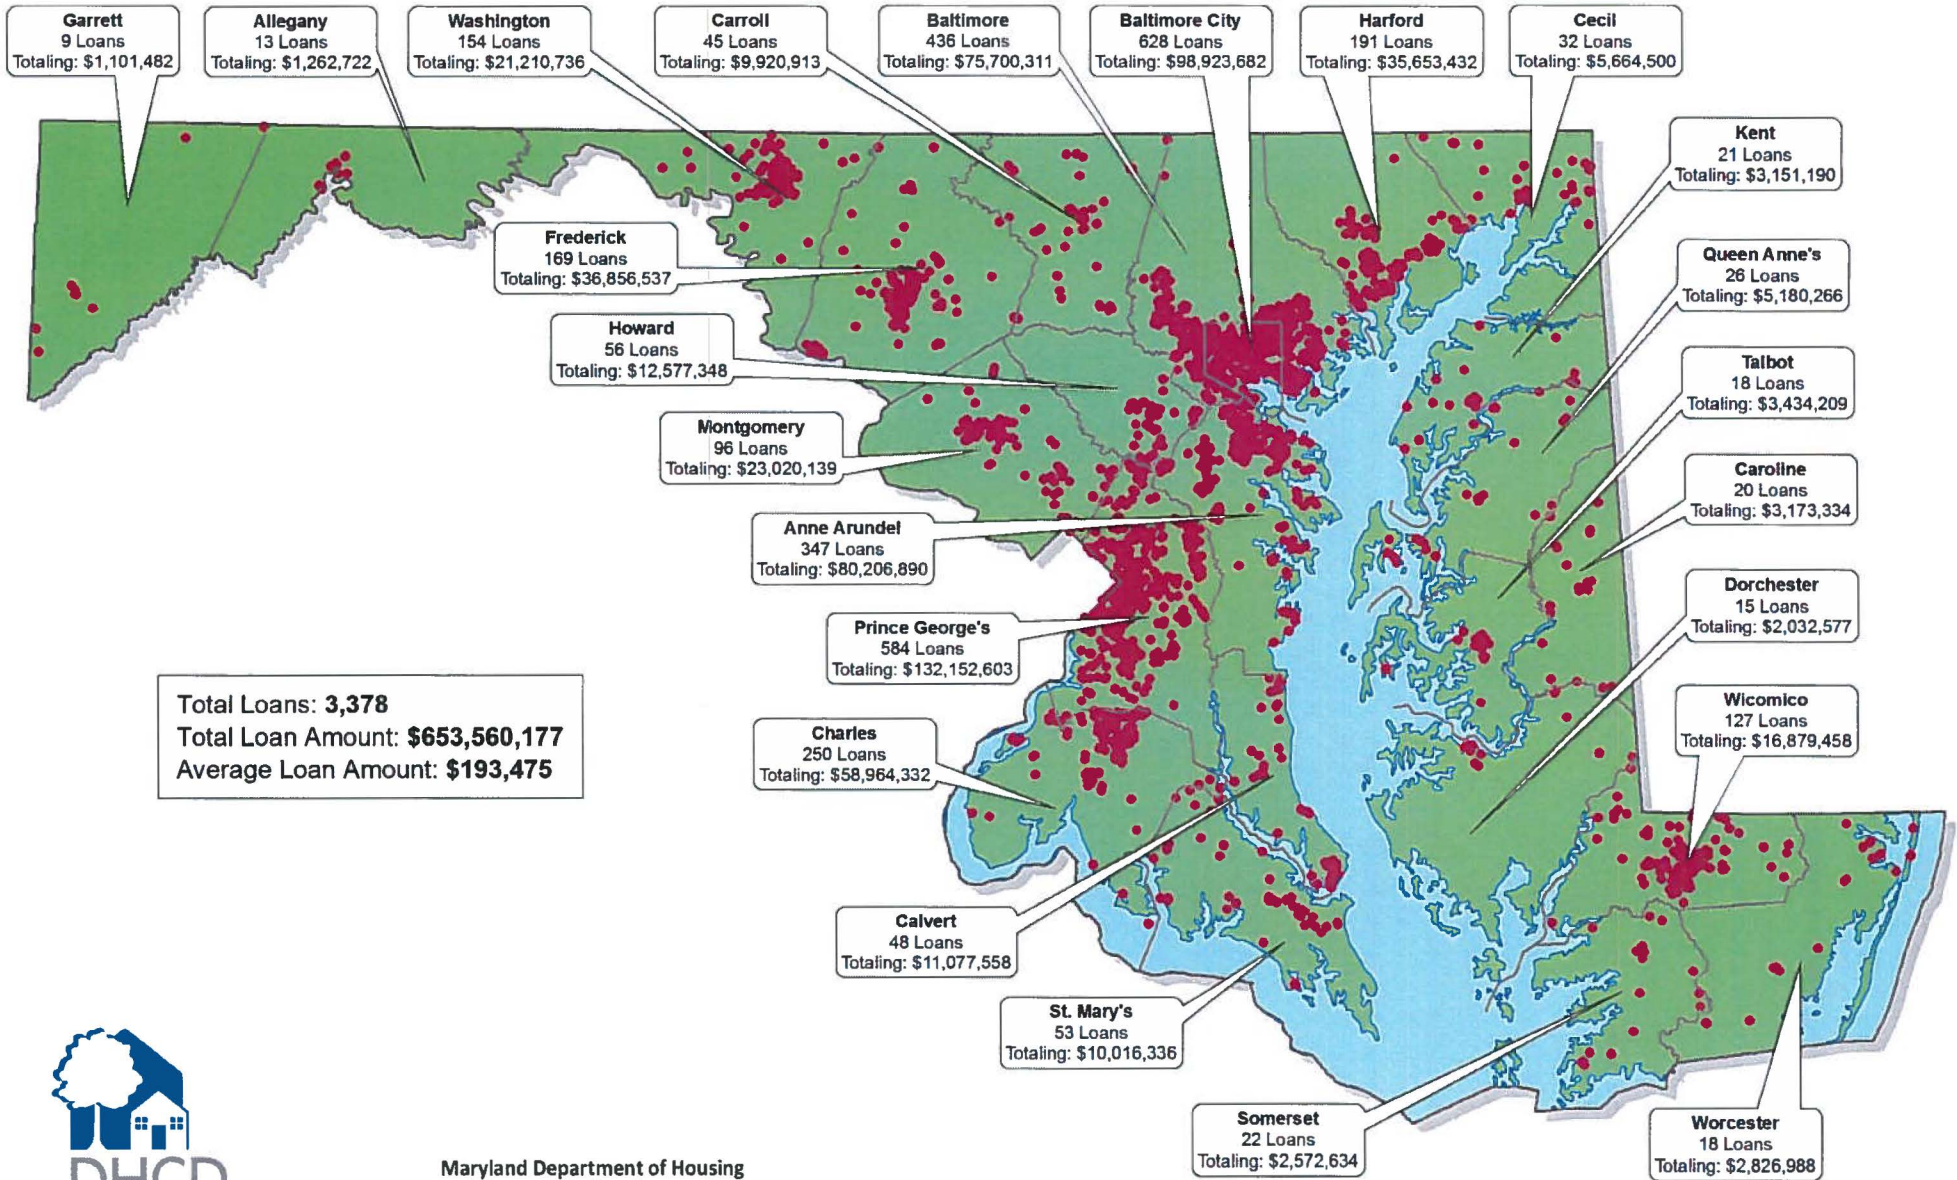 Garrett
9 Loans
Totaling: $1,101,482
Allegany
13 Loans
Totaling: $1,262,722
Washington
154 Loans
Totaling: $21,210,736
Carroll
45 Loans
Totaling: $9,920,913
Baltimore
436 Loans
Totaling: $75,700,311
Baltimore City
628 Loans
Totaling: $98,923,682
Harford
191 Loans
Totaling: $35,653,432
Cecil
32 Loans
Totaling: $5,664,500
Kent
21 Loans
Totaling: $3,151,190
Frederick
169 Loans
Totaling: $36,856,537
Queen Anne's
26 Loans
Totaling: $5,180,266
Howard
56 Loans
Totaling: $12,577,348
Talbot
18 Loans
Totaling: $3,434,209
Montgomery
96 Loans
Totaling: $23,020,139
Caroline
20 Loans
Totaling: $3,173,334
Anne Arundel
347 Loans
Totaling: $80,206,890
Dorchester
15 Loans
Totaling: $2,032,577
Prince George's
584 Loans
Totaling: $132,152,603
Total Loans: 3,378
Total Loan Amount: $653,560,177
Average Loan Amount: $193,475
Wicomico
127 Loans
Totaling: $16,879,458
Charles
250 Loans
Totaling: $58,964,332
Calvert
48 Loans
Totaling: $11,077,558
St. Mary's
53 Loans
Totaling: $10,016,336
Somerset
22 Loans
Totaling: $2,572,634
Worcester
18 Loans
Totaling: $2,826,988
DHCD
Maryland Department of Housing